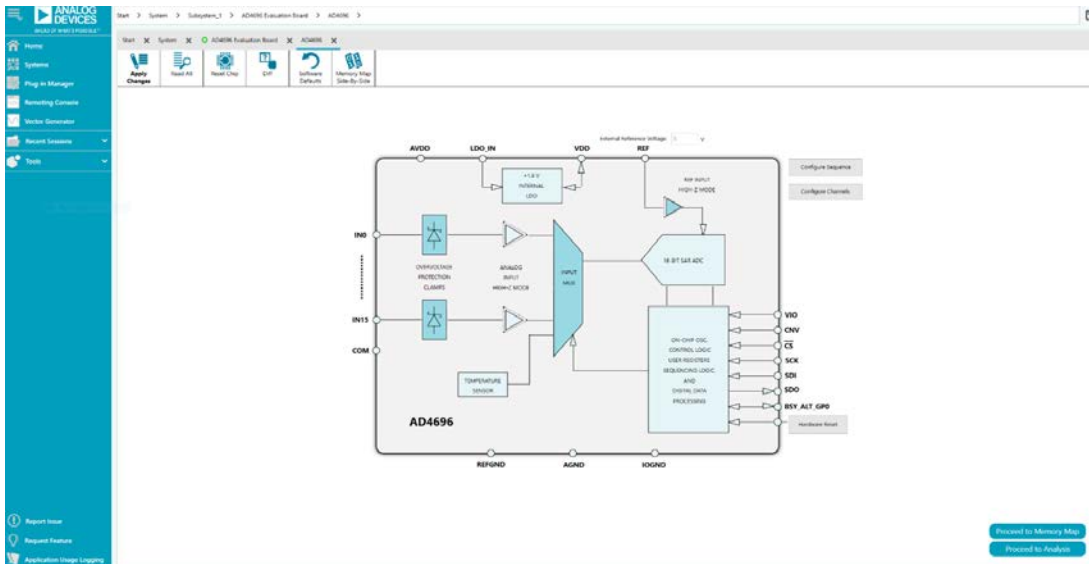 ANALOG
DEVICES
AHEAD OF WHAT'S POSSIBLE™
Start > System > Subsystem_1 > AD4696 Evaluation Board > AD4696 >
Start
System
AD4696 Evaluation Board
AD4696
Home
Systems
Plug-in Manager
Remoting Console
Vector Generator
Recent Sessions
Tools
Apply
Changes
Read All
Reset Chip
Diff
Software
Defaults
Memory Map
Side-By-Side
Internal Reference Voltage
5
AVDD
LDO_IN
VDD
REF
Configure Sequence
Configure Channels
+1.8 V
INTERNAL
LDO
REF INPUT
HIGH-Z MODE
IN0
OVERVOLTAGE
PROTECTION
CLAMPS
ANALOG
INPUT
HIGH-Z MODE
INPUT
MUX
16-BIT SAR ADC
IN15
COM
TEMPERATURE
SENSOR
ON-CHIP OSC.
CONTROL LOGIC
USER REGISTERS
SEQUENCING LOGIC
AND
DIGITAL DATA
PROCESSING
VIO
CNV
CS
SCK
SDI
SDO
BSY_ALT_GP0
Hardware Reset
AD4696
REFGND
AGND
IOGND
Report Issue
Request Feature
Application Usage Logging
Proceed to Memory Map
Proceed to Analysis